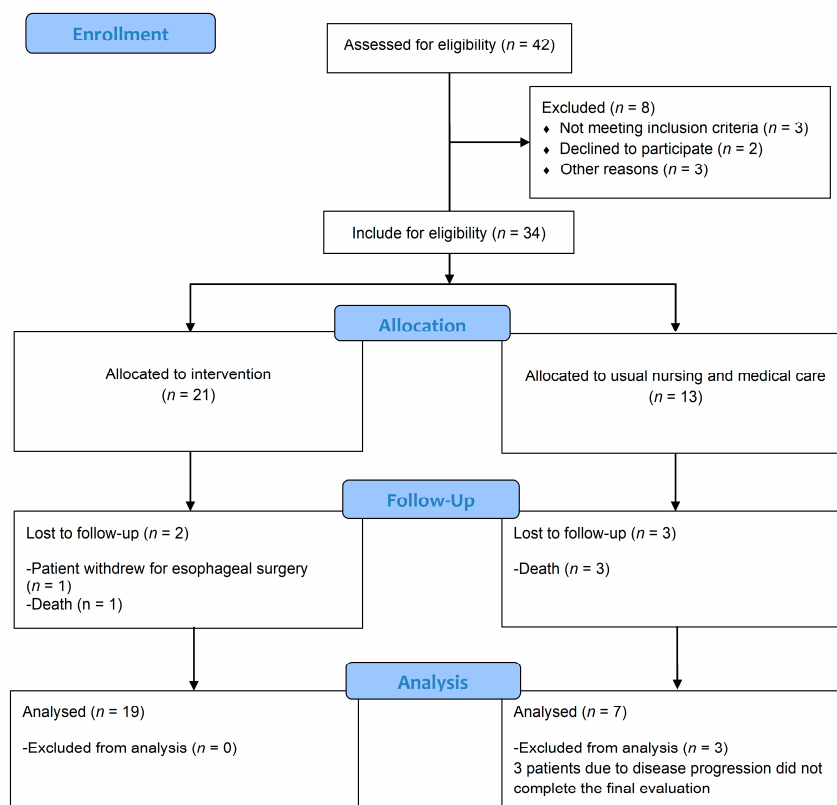 Enrollment
Assessed for eligibility (n = 42)
Excluded (n = 8)
♦ Not meeting inclusion criteria (n = 3)
♦ Declined to participate (n = 2)
♦ Other reasons (n = 3)
Include for eligibility (n = 34)
Allocation
Allocated to intervention
(n = 21)
Allocated to usual nursing and medical care
(n = 13)
Follow-Up
Lost to follow-up (n = 2)
-Patient withdrew for esophageal surgery
(n = 1)
-Death (n = 1)
Lost to follow-up (n = 3)
-Death (n = 3)
Analysis
Analysed (n = 19)
-Excluded from analysis (n = 0)
Analysed (n = 7)
-Excluded from analysis (n = 3)
3 patients due to disease progression did not
complete the final evaluation